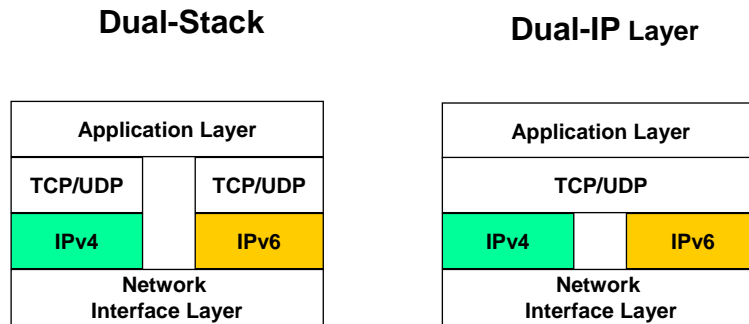 Dual-Stack
Application Layer
TCP/UDP TCP/UDP
IPv4 IPv6
Network
Interface Layer
Dual-IP Layer
Application Layer
TCP/UDP
IPv4 IPv6
Network
Interface Layer